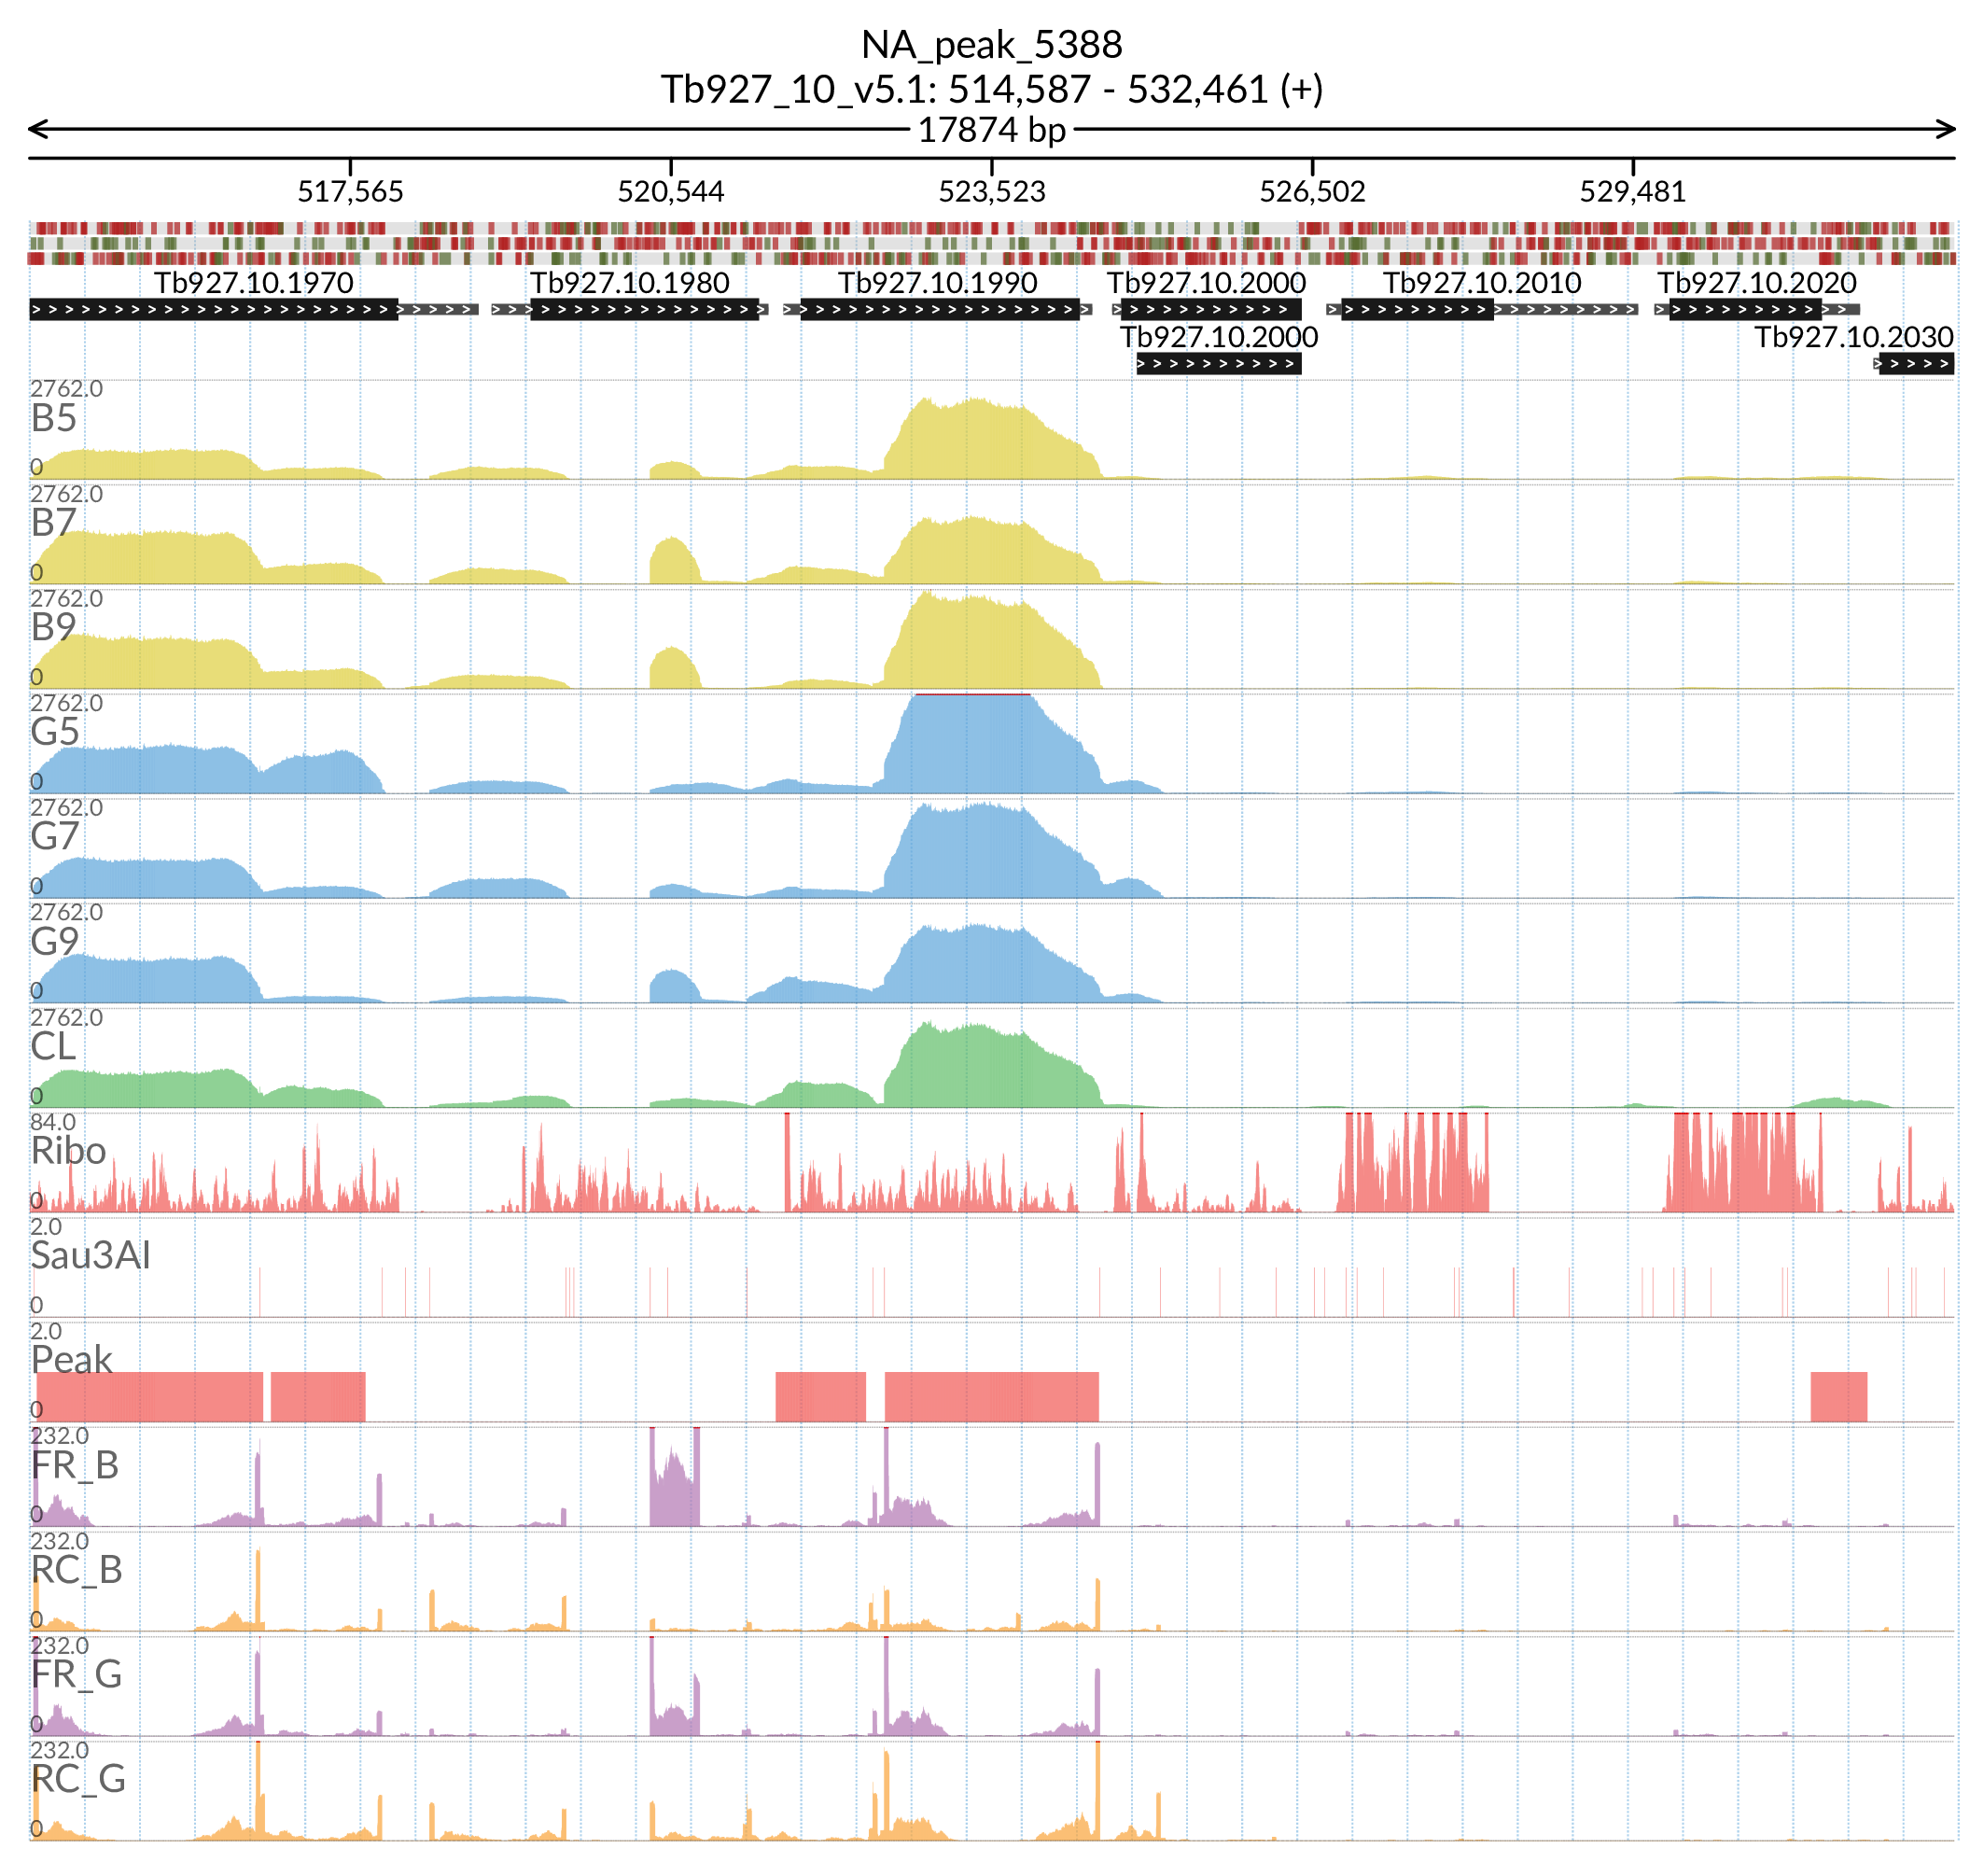 NA_peak_5388
Tb927_10_v5.1: 514,587 - 532,461 (+)
17874 bp
517,565 520,544 523,523 526,502 529,481
Tb927.10.1970 Tb927.10.1980 Tb927.10.1990 Tb927.10.2000 Tb927.10.2010 Tb927.10.2020
Tb927.10.2000 Tb927.10.2030
2762.0
B5
0
2762.0
B7
0
2762.0
B9
0
2762.0
G5
0
2762.0
G7
0
2762.0
G9
0
2762.0
CL
0
84.0
Ribo
0
2.0
Sau3AI
0
2.0
Peak
0
232.0
FR_B
0
232.0
RC_B
0
232.0
FR_G
0
232.0
RC_G
0